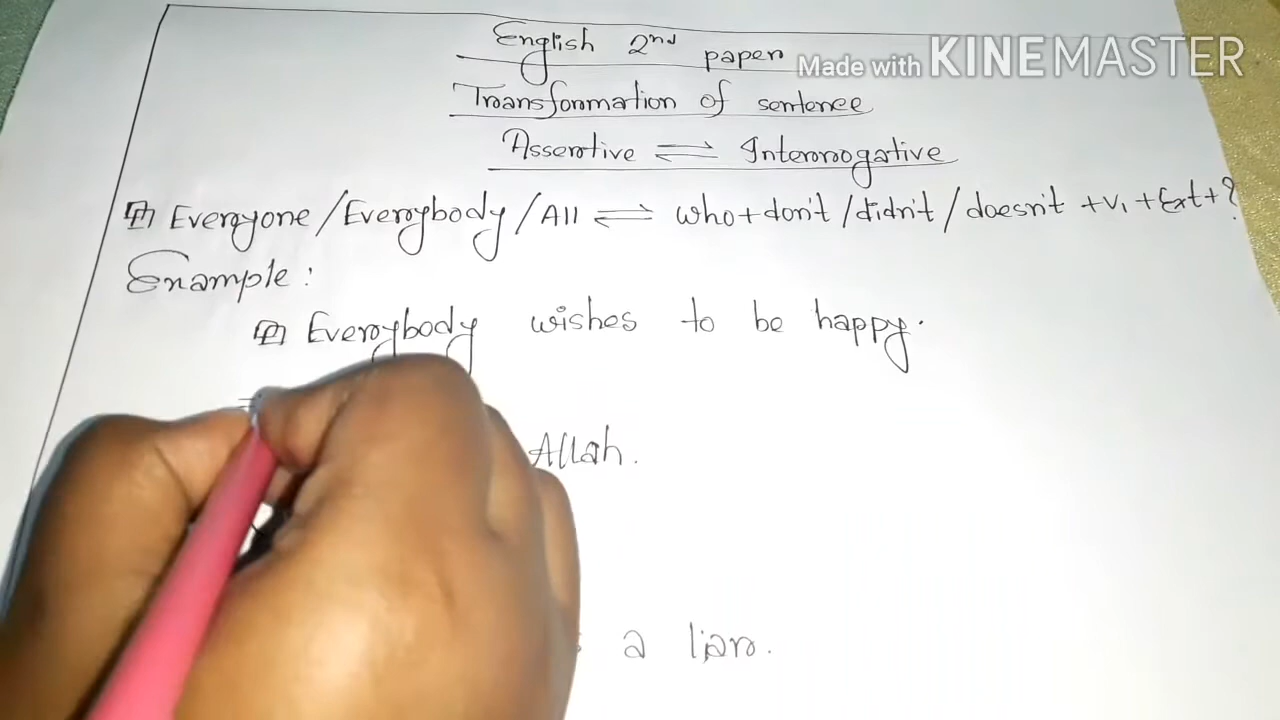 English 2nd paper
Made with KINEMASTER
Transformation of sentence
Assertive ⇌ Interrogative
Everyone / Everybody / All ⇌ who + don't / didn't / doesn't + V1 + Ext + ?
Example :
Everybody wishes to be happy.
Allah.
a liar.